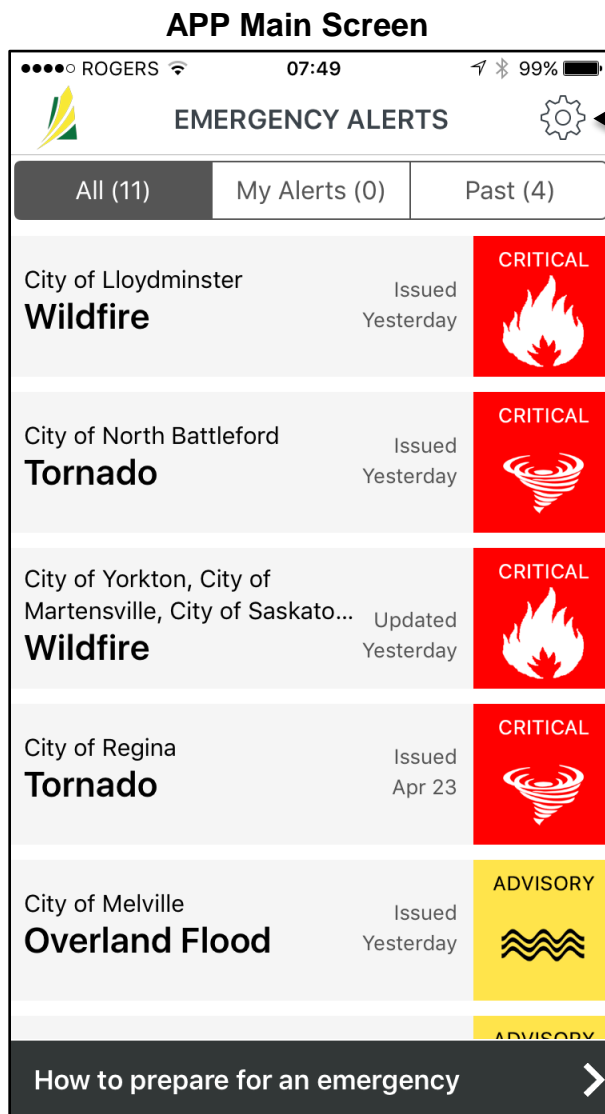 APP Main Screen
ROGERS 07:49 99%
EMERGENCY ALERTS
All (11) My Alerts (0) Past (4)
City of Lloydminster
Wildfire
Issued
Yesterday
CRITICAL
City of North Battleford
Tornado
Issued
Yesterday
CRITICAL
City of Yorkton, City of
Martensville, City of Saskato...
Wildfire
Updated
Yesterday
CRITICAL
City of Regina
Tornado
Issued
Apr 23
CRITICAL
City of Melville
Overland Flood
Issued
Yesterday
ADVISORY
ADVISORY
How to prepare for an emergency